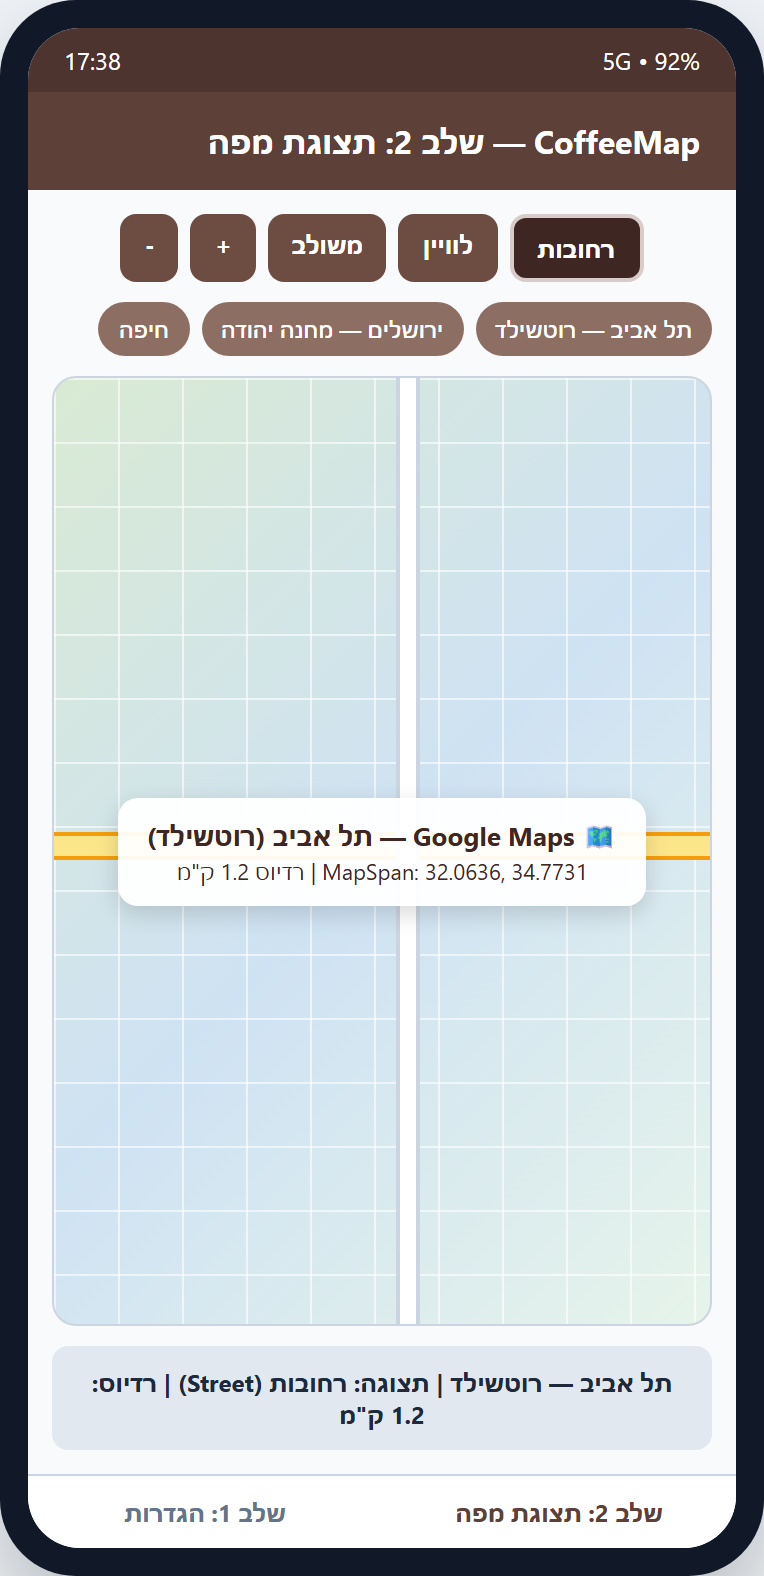 17:38
5G • 92%
CoffeeMap — שלב 2: תצוגת מפה
רחובות
לוויין
משולב
+
-
תל אביב — רוטשילד
ירושלים — מחנה יהודה
חיפה
🗺️ Google Maps — תל אביב (רוטשילד)
MapSpan: 32.0636, 34.7731 | רדיוס 1.2 ק"מ
תל אביב — רוטשילד | תצוגה: רחובות (Street) | רדיוס:
1.2 ק"מ
שלב 2: תצוגת מפה
שלב 1: הגדרות